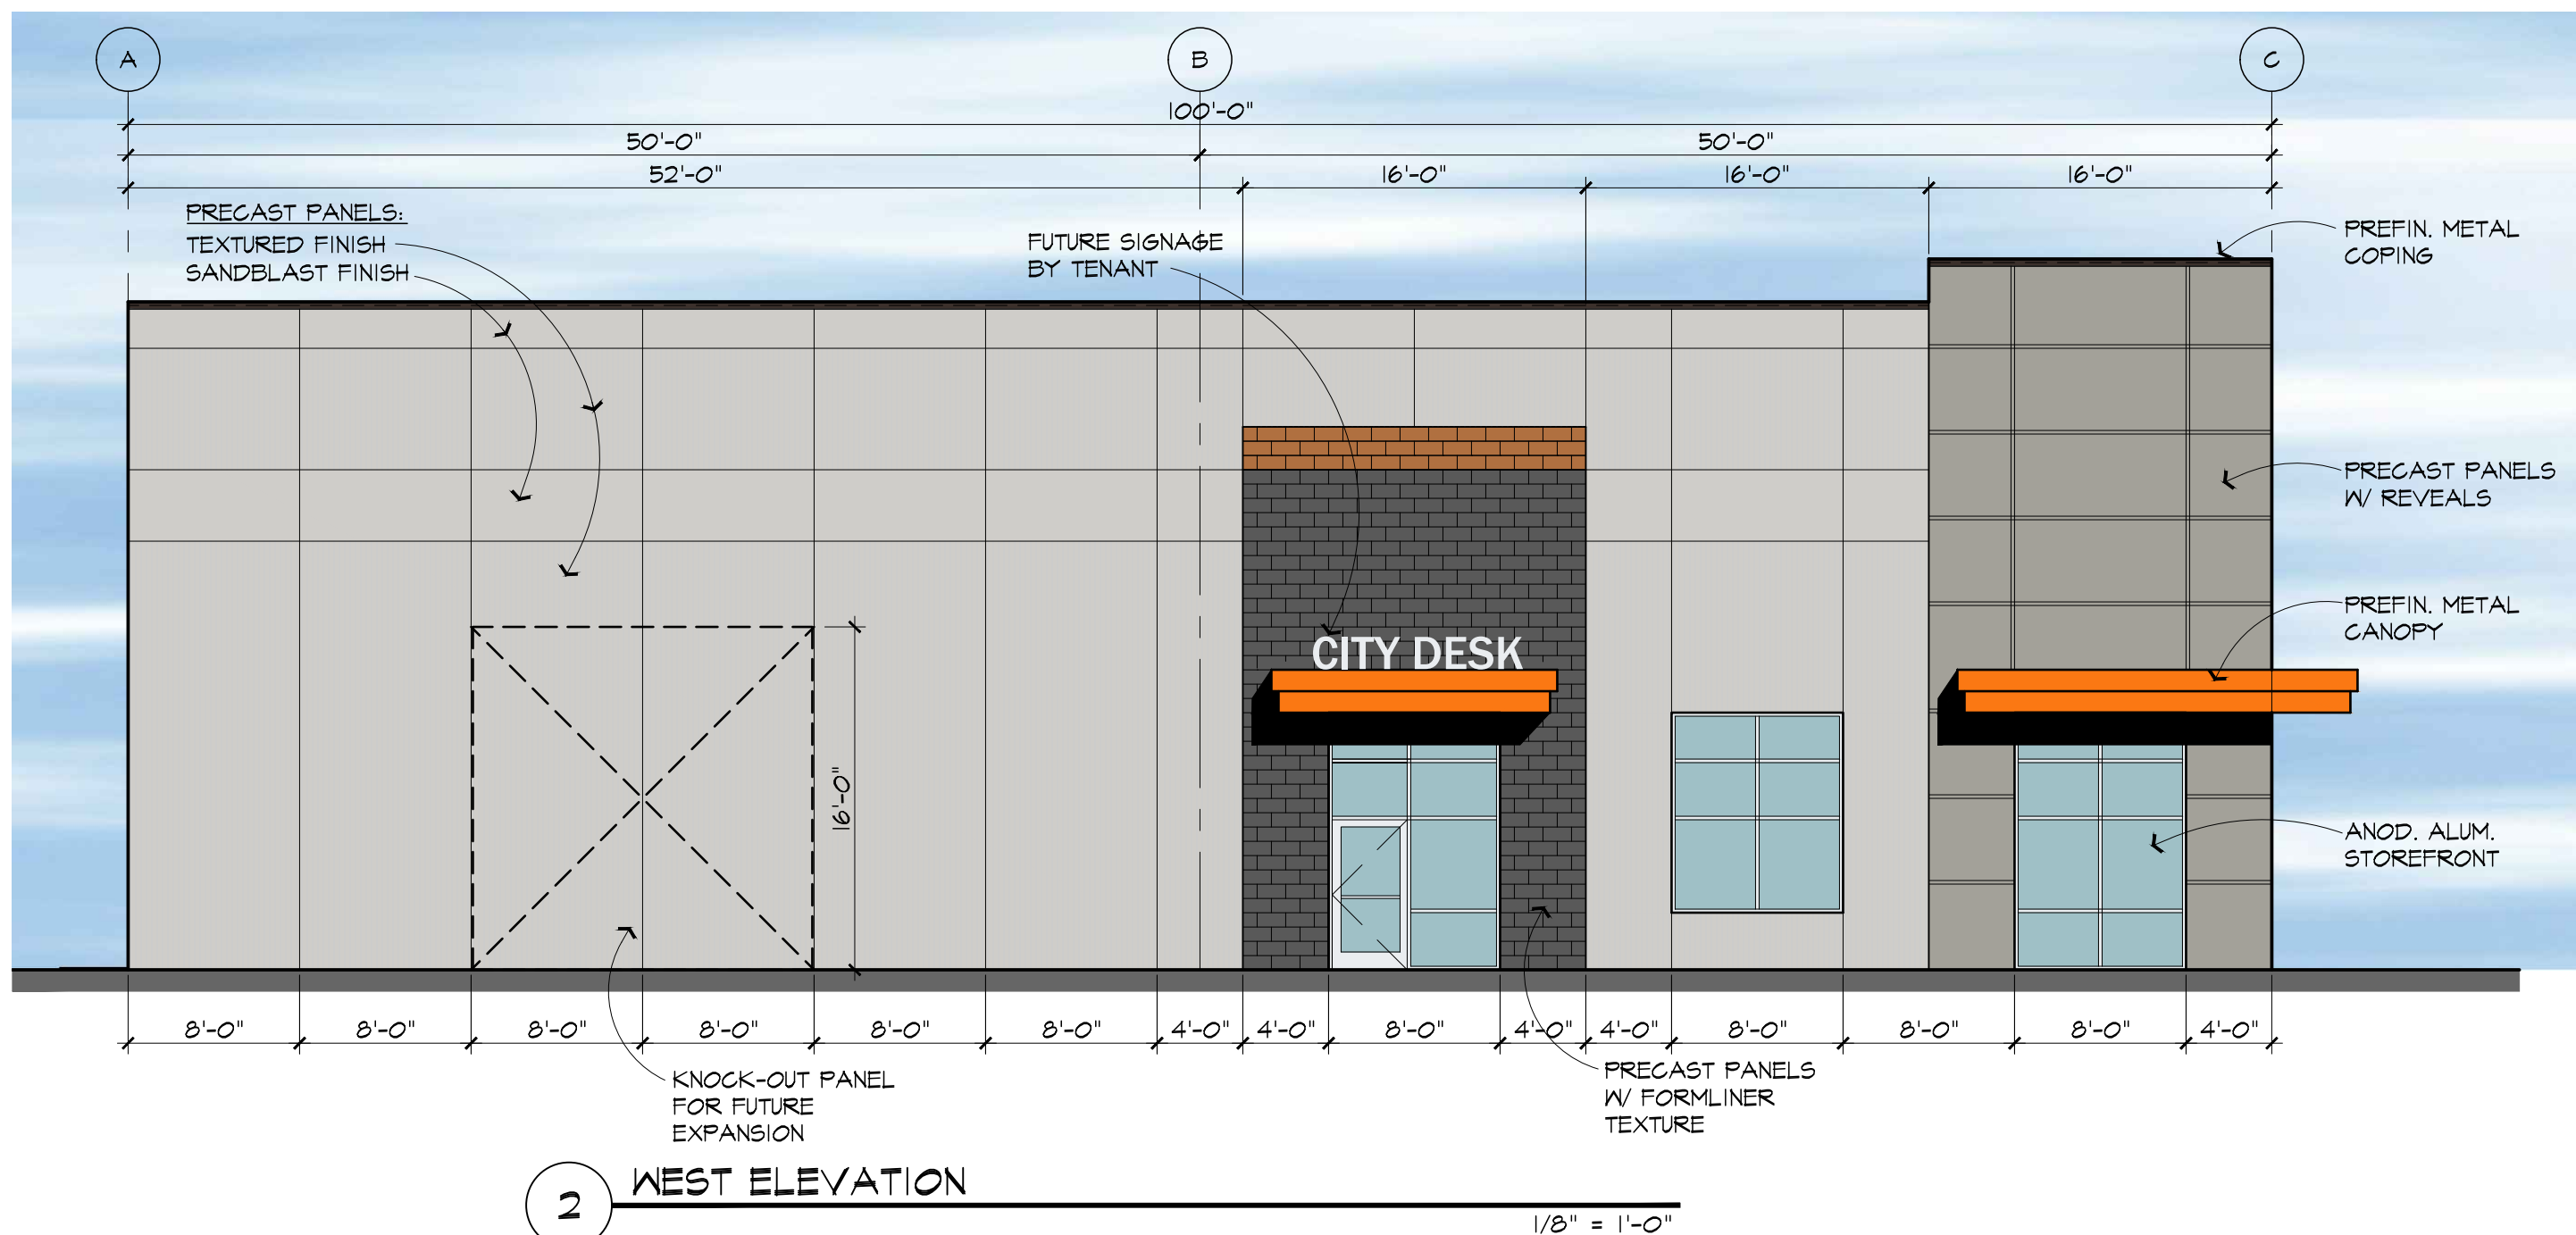 A B C
100'-0"
50'-0" 50'-0"
52'-0" 16'-0" 16'-0" 16'-0"
PRECAST PANELS:
TEXTURED FINISH
SANDBLAST FINISH
FUTURE SIGNAGE
BY TENANT
PREFIN. METAL
COPING
PRECAST PANELS
W/ REVEALS
PREFIN. METAL
CANOPY
CITY DESK
16'-0"
ANOD. ALUM.
STOREFRONT
8'-0" 8'-0" 8'-0" 8'-0" 8'-0" 8'-0" 4'-0" 4'-0" 8'-0" 4'-0" 4'-0" 8'-0" 8'-0" 8'-0" 4'-0"
KNOCK-OUT PANEL
FOR FUTURE
EXPANSION
PRECAST PANELS
W/ FORMLINER
TEXTURE
2 WEST ELEVATION
1/8" = 1'-0"